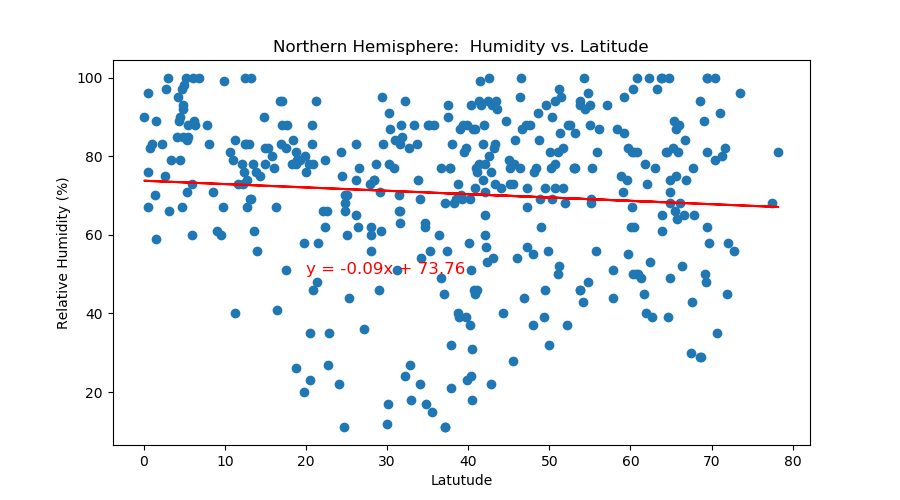 Northern Hemisphere:  Humidity vs. Latitude
Relative Humidity (%)
100
80
60
40
20
y = -0.09x + 73.76
0 10 20 30 40 50 60 70 80
Latutude